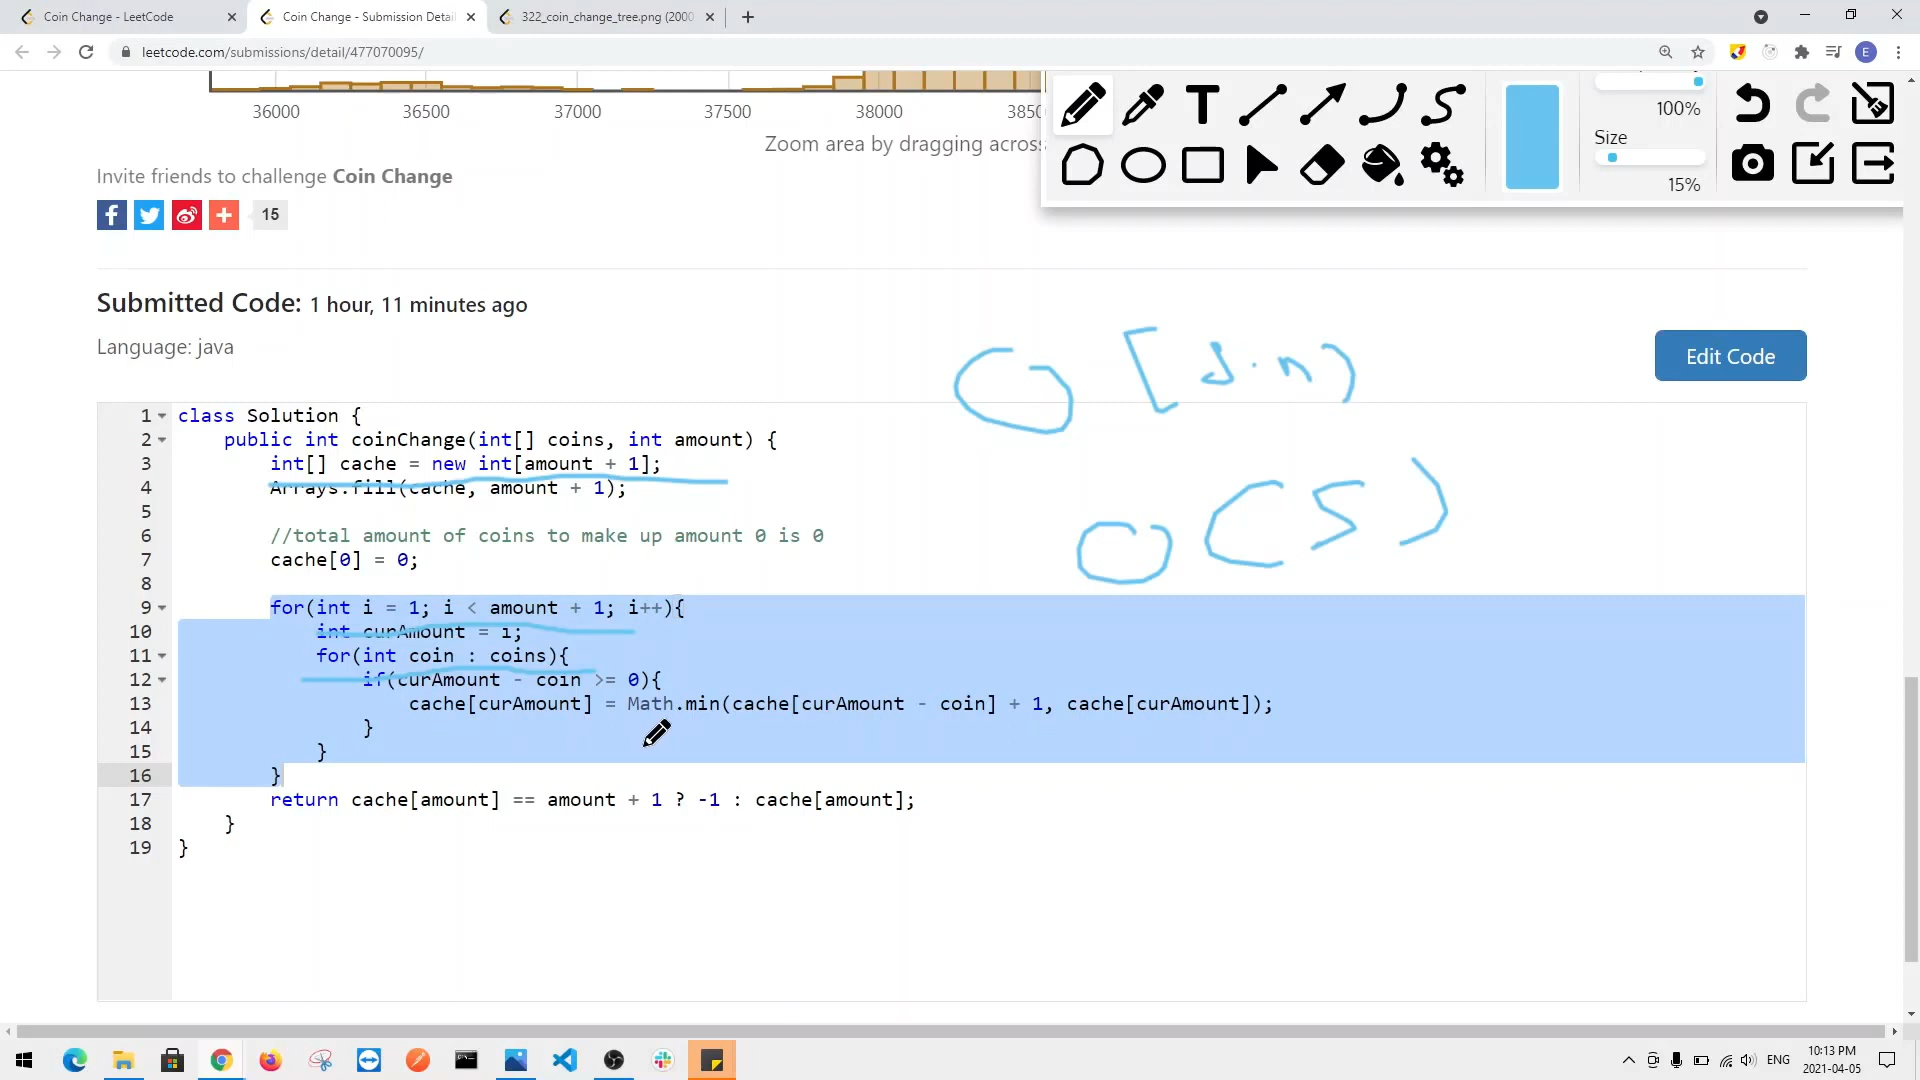 Coin Change - LeetCode
Coin Change - Submission Detai
322_coin_change_tree.png (2000
leetcode.com/submissions/detail/477070095/
E
36000 36500 37000 37500 38000 385
Zoom area by dragging across
100%
Size
15%
T
Invite friends to challenge Coin Change
15
Submitted Code: 1 hour, 11 minutes ago
Language: java
Edit Code
O [S·n)
O(S)
1 class Solution {
2 public int coinChange(int[] coins, int amount) {
3 int[] cache = new int[amount + 1];
4 Arrays.fill(cache, amount + 1);
5
6 //total amount of coins to make up amount 0 is 0
7 cache[0] = 0;
8
9 for(int i = 1; i < amount + 1; i++){
10 int curAmount = i;
11 for(int coin : coins){
12 if(curAmount - coin >= 0){
13 cache[curAmount] = Math.min(cache[curAmount - coin] + 1, cache[curAmount]);
14 }
15 }
16 }
17 return cache[amount] == amount + 1 ? -1 : cache[amount];
18 }
19 }
ENG
10:13 PM
2021-04-05